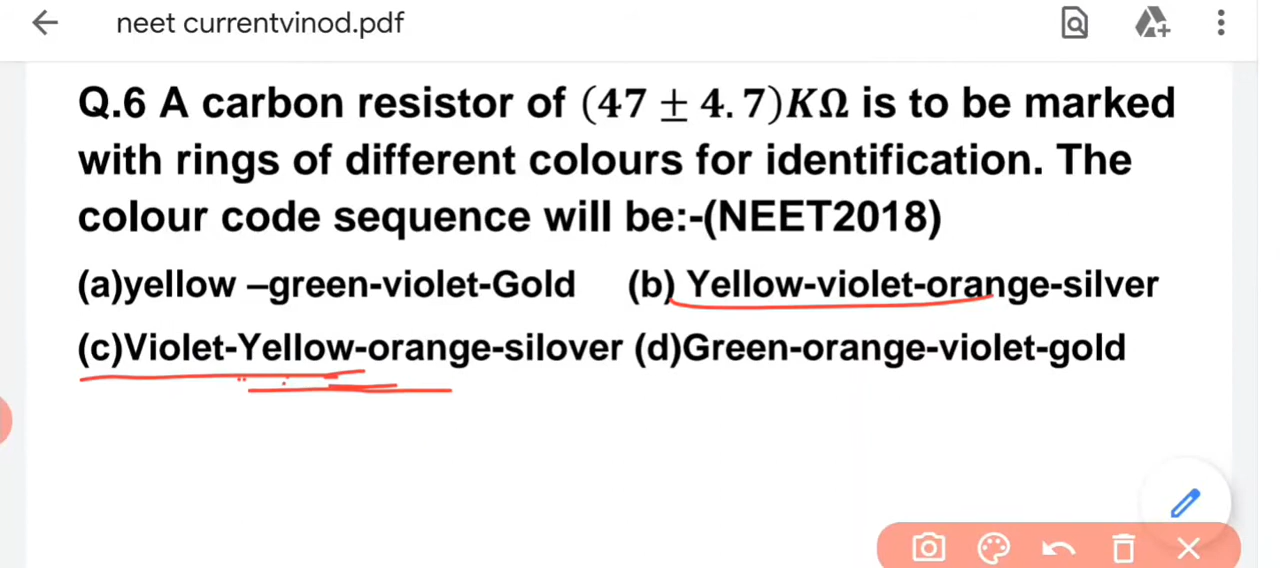 neet currentvinod.pdf
Q.6 A carbon resistor of (47 ± 4.7)KΩ is to be marked
with rings of different colours for identification. The
colour code sequence will be:-(NEET2018)
(a)yellow –green-violet-Gold (b) Yellow-violet-orange-silver
(c)Violet-Yellow-orange-silover (d)Green-orange-violet-gold